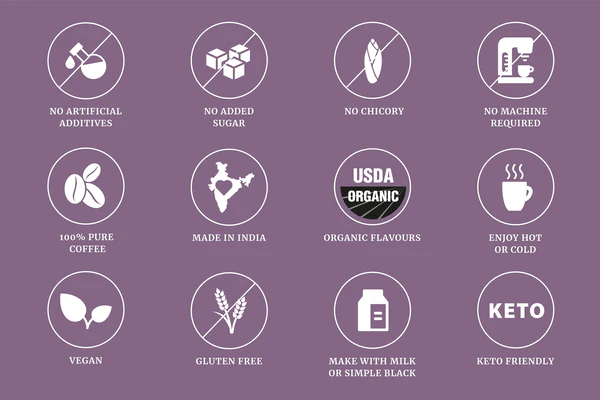 NO ARTIFICIAL
ADDITIVES
NO ADDED
SUGAR
NO CHICORY
NO MACHINE
REQUIRED
100% PURE
COFFEE
MADE IN INDIA
USDA
ORGANIC
ORGANIC FLAVOURS
ENJOY HOT
OR COLD
VEGAN
GLUTEN FREE
MAKE WITH MILK
OR SIMPLE BLACK
KETO
KETO FRIENDLY